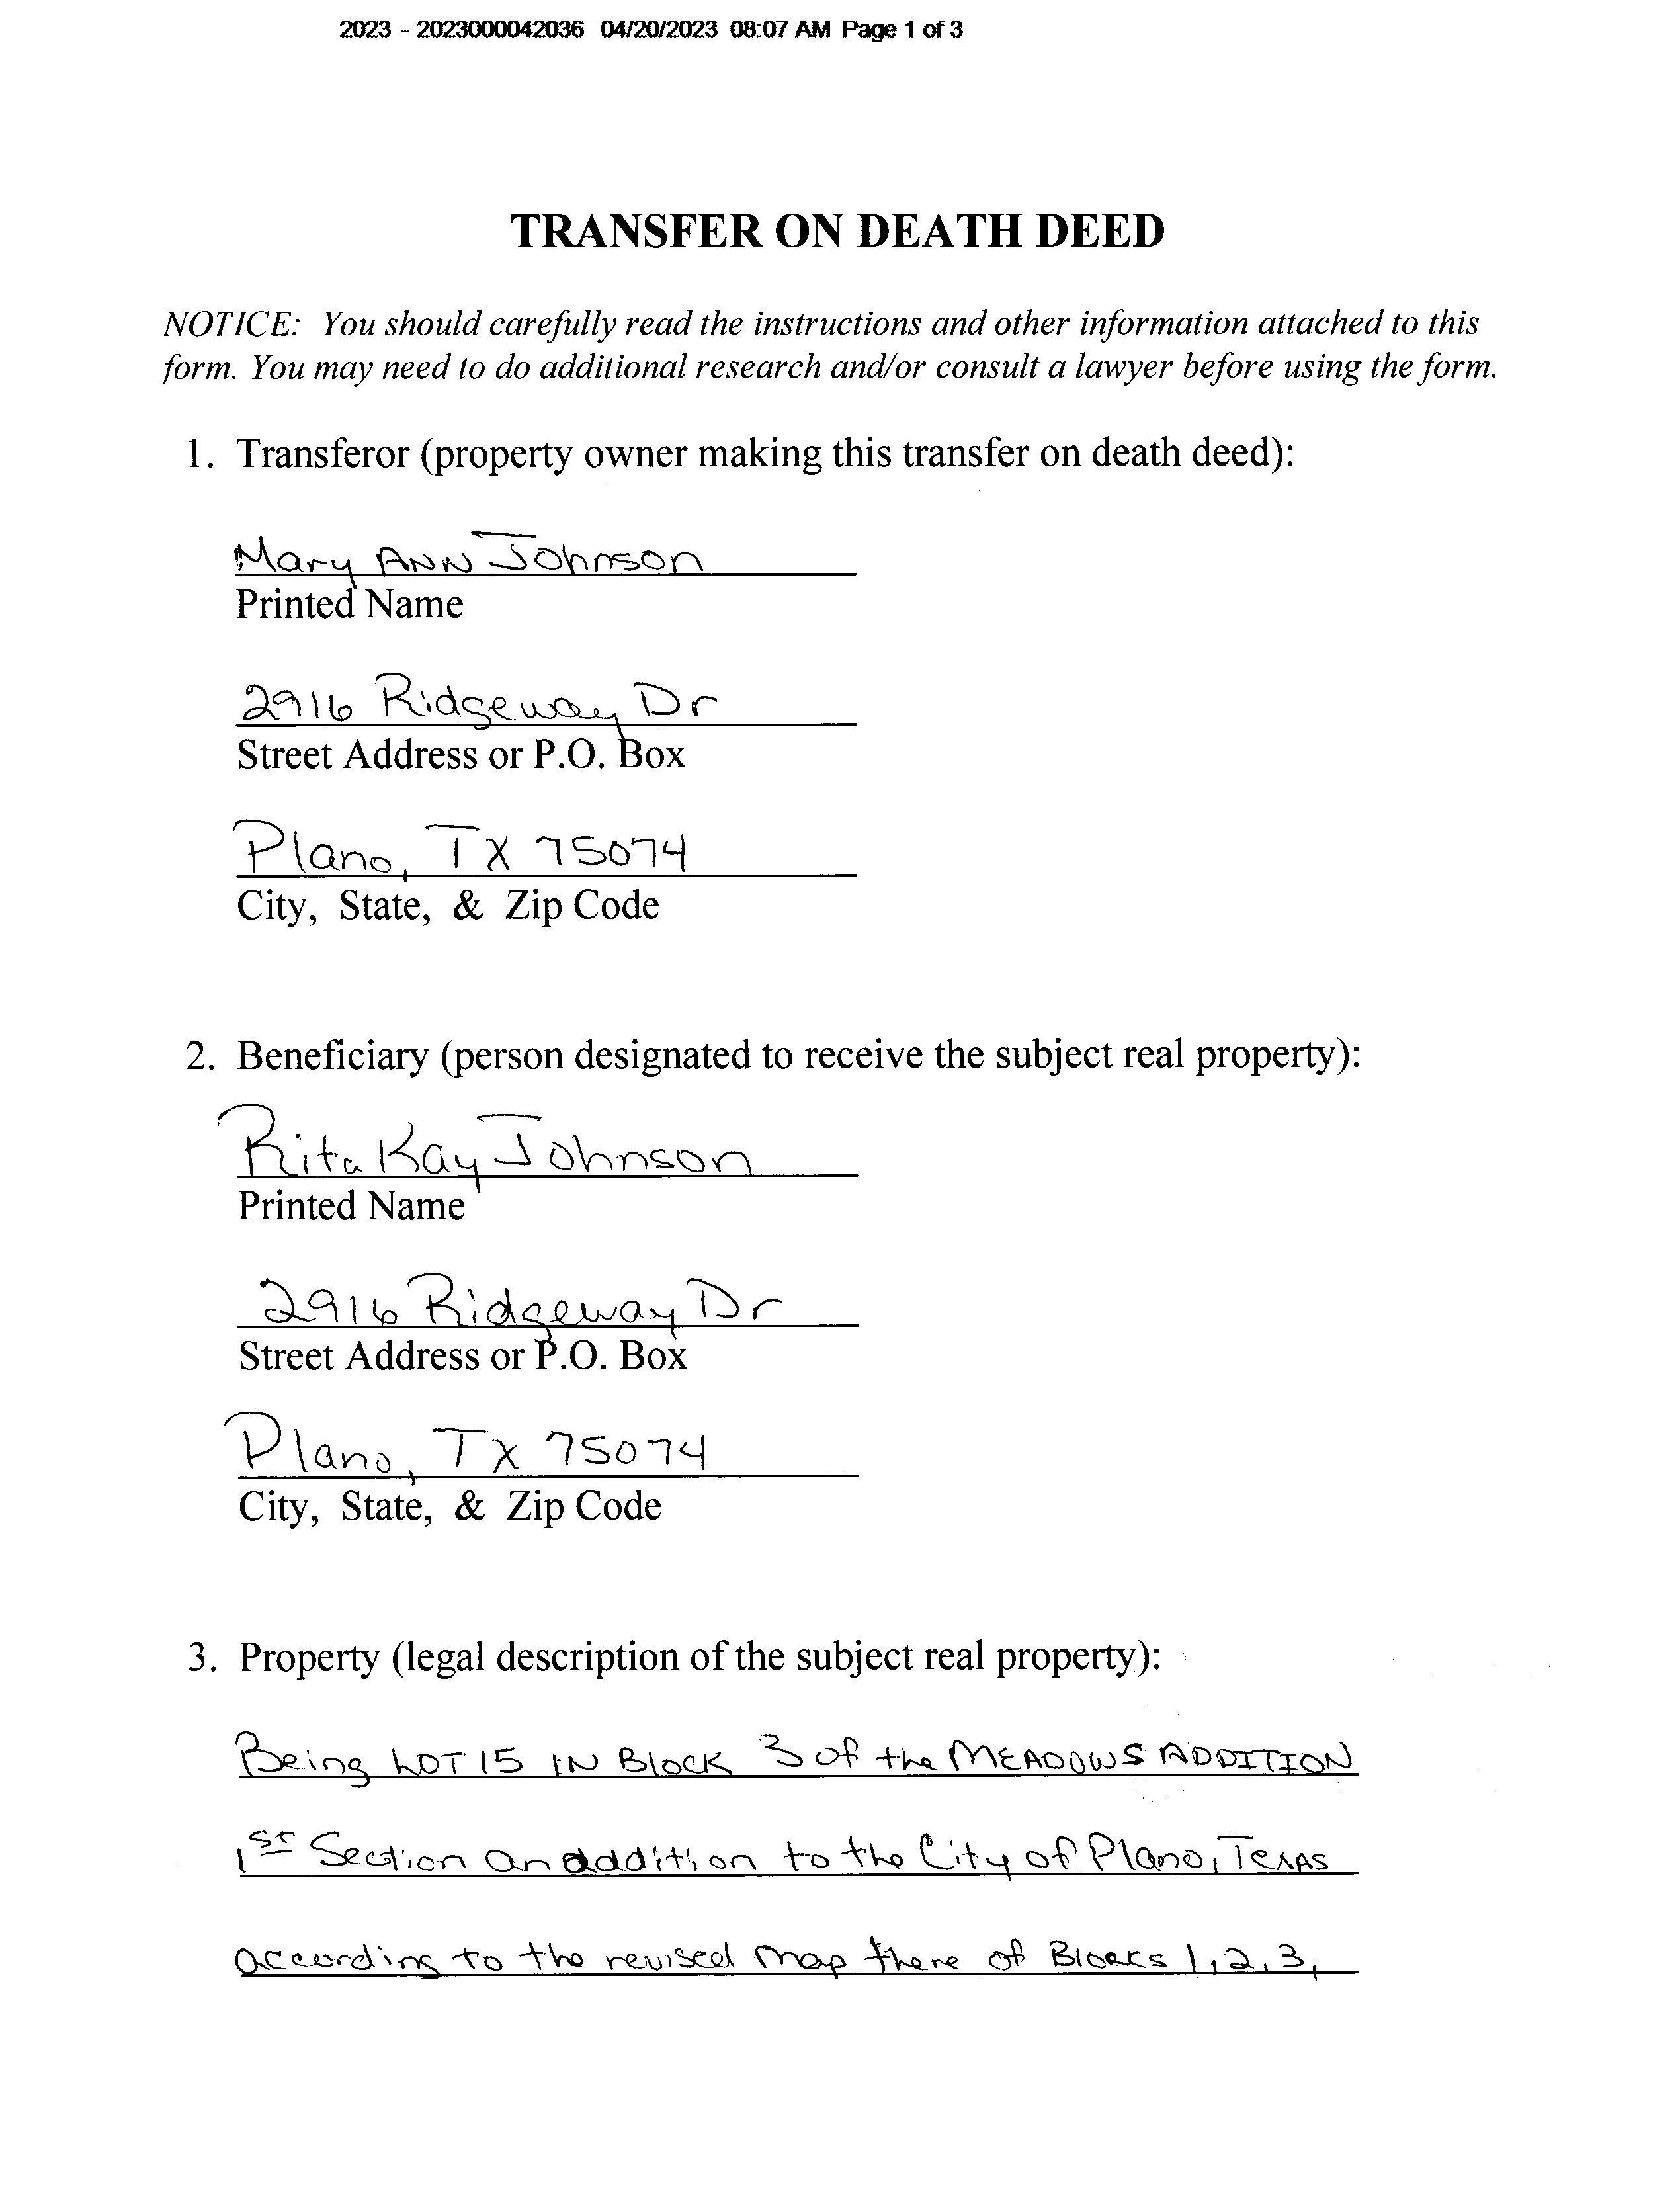 2023 - 2023000042036 04/20/2023 08:07 AM Page 1 of 3
TRANSFER ON DEATH DEED
NOTICE: You should carefully read the instructions and other information attached to this
form. You may need to do additional research and/or consult a lawyer before using the form.
1. Transferor (property owner making this transfer on death deed):
Mary ANN Johnson
Printed Name
2916 Ridgeway Dr
Street Address or P.O. Box
Plano, TX 75074
City, State, & Zip Code
2. Beneficiary (person designated to receive the subject real property):
Rita Kay Johnson
Printed Name
2916 Ridgeway Dr
Street Address or P.O. Box
Plano, TX 75074
City, State, & Zip Code
3. Property (legal description of the subject real property):
Being LOT 15 IN Block 3 of the MEADOWS ADDITION
1st Section an addition to the City of Plano, TexAS
according to the revised map there of Blocks 1, 2, 3,